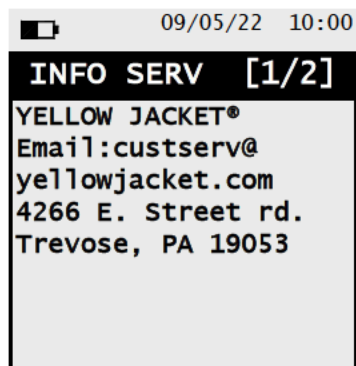 09/05/22 10:00
INFO SERV [1/2]
YELLOW JACKET®
Email:custserv@
yellowjacket.com
4266 E. Street rd.
Trevose, PA 19053